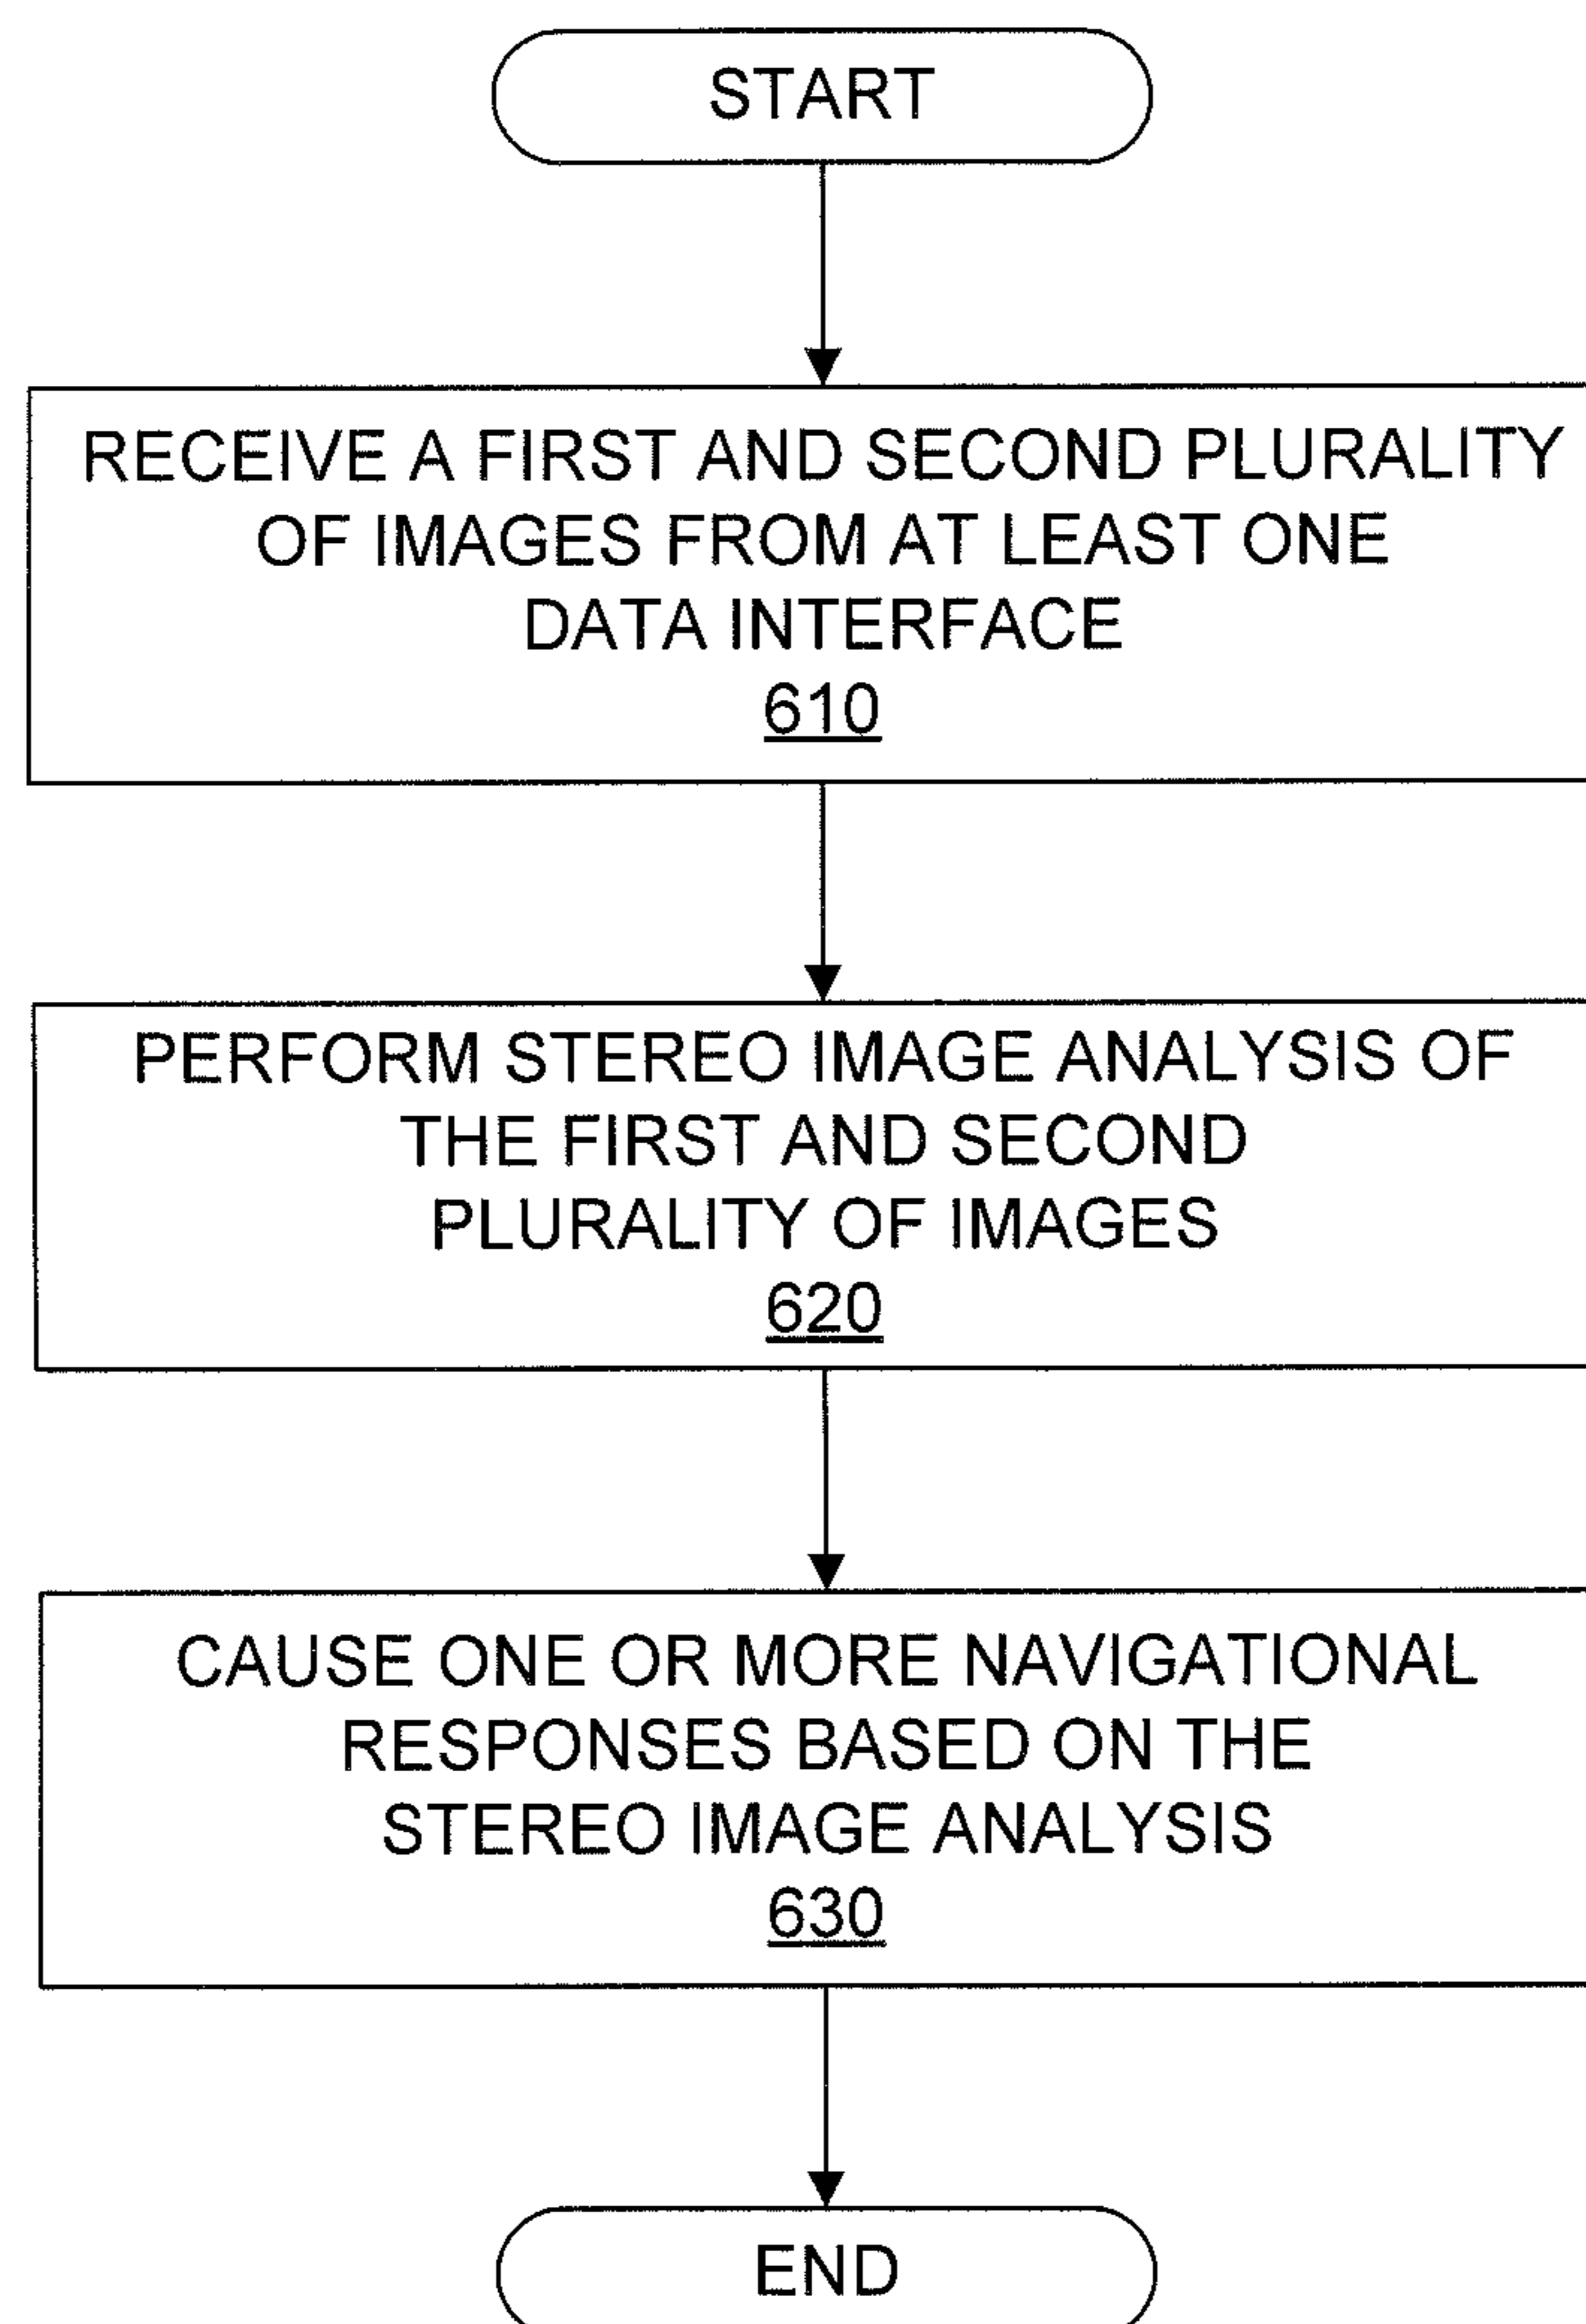 START
RECEIVE A FIRST AND SECOND PLURALITY
OF IMAGES FROM AT LEAST ONE
DATA INTERFACE
610
PERFORM STEREO IMAGE ANALYSIS OF
THE FIRST AND SECOND
PLURALITY OF IMAGES
620
CAUSE ONE OR MORE NAVIGATIONAL
RESPONSES BASED ON THE
STEREO IMAGE ANALYSIS
630
END